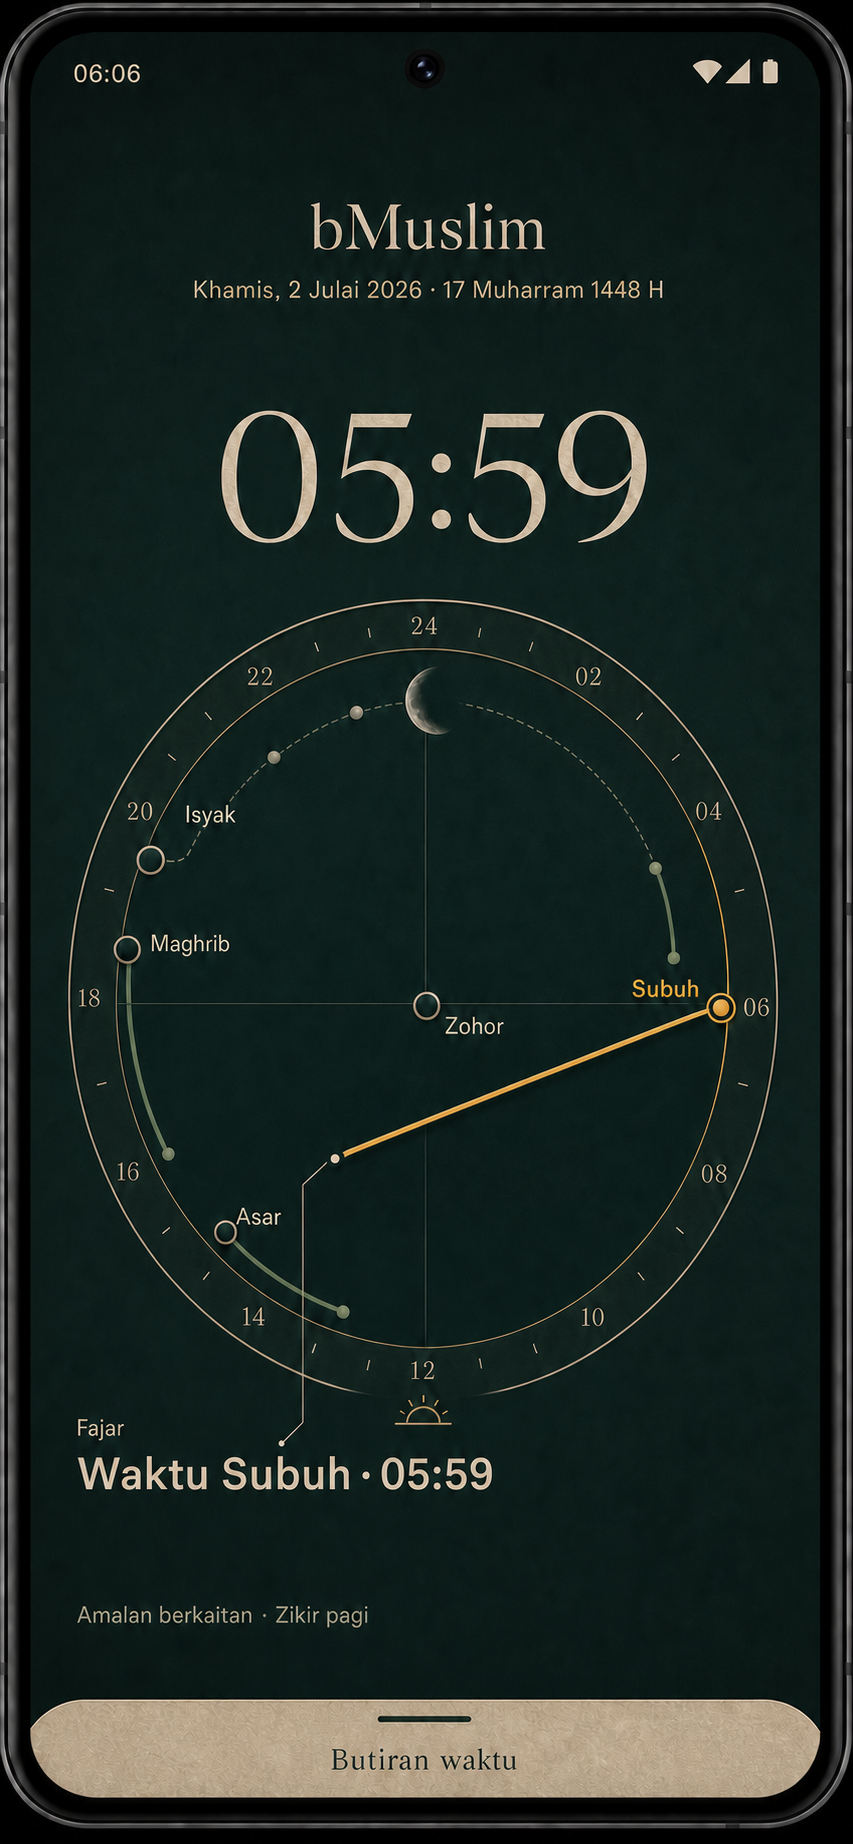 06:06
bMuslim
Khamis, 2 Julai 2026 · 17 Muharram 1448 H
05:59
24
22
02
20
04
Isyak
Maghrib
18
Subuh
06
Zohor
16
08
Asar
14
10
12
Fajar
Waktu Subuh · 05:59
Amalan berkaitan · Zikir pagi
Butiran waktu